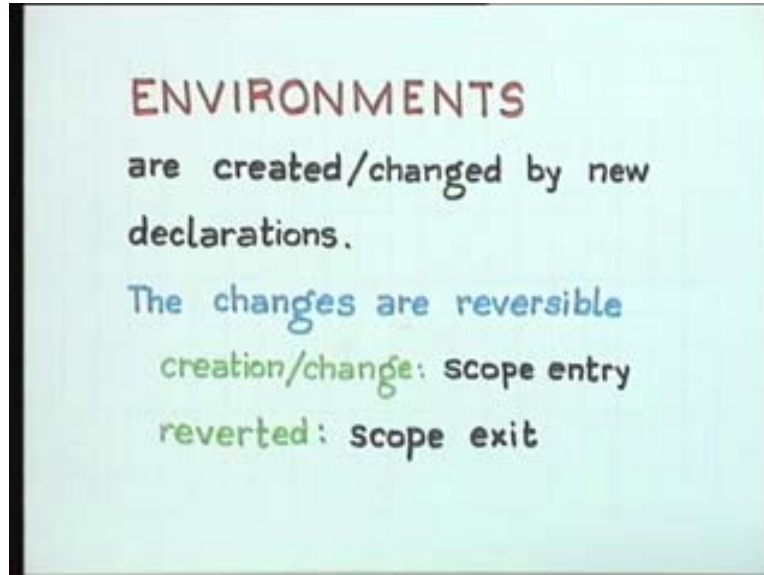 ENVIRONMENTS
are created/changed by new
declarations.
The changes are reversible
creation/change: scope entry
reverted: scope exit